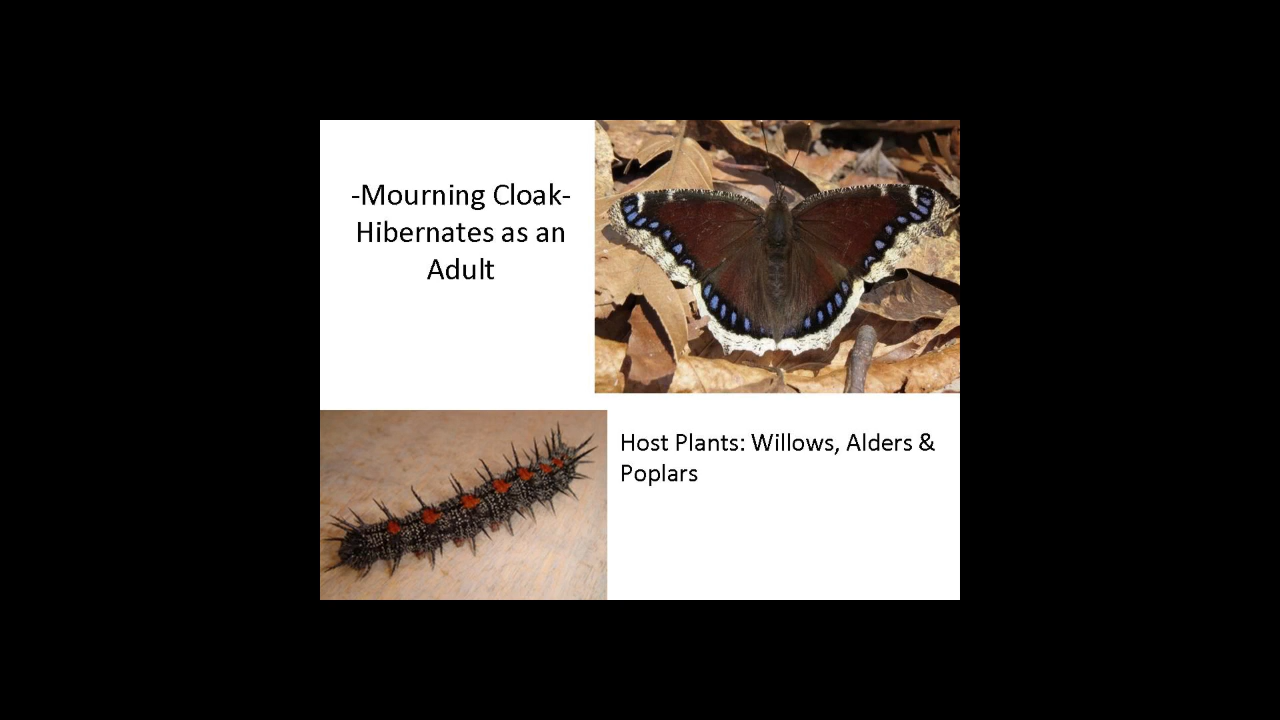 -Mourning Cloak-
Hibernates as an
Adult
Host Plants: Willows, Alders &
Poplars